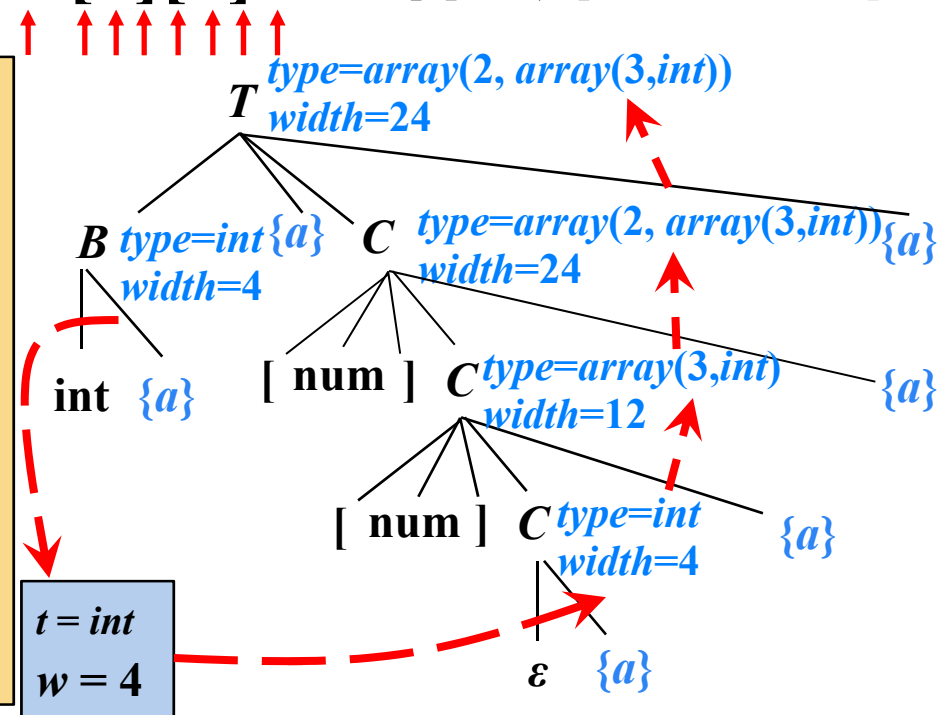 type=array(2, array(3,int))
T
width=24
B type=int {a} C type=array(2, array(3,int)) {a}
width=4 width=24
int {a} [ num ] C type=array(3,int) {a}
width=12
[ num ] C type=int {a}
width=4
t = int
w = 4
ε {a}